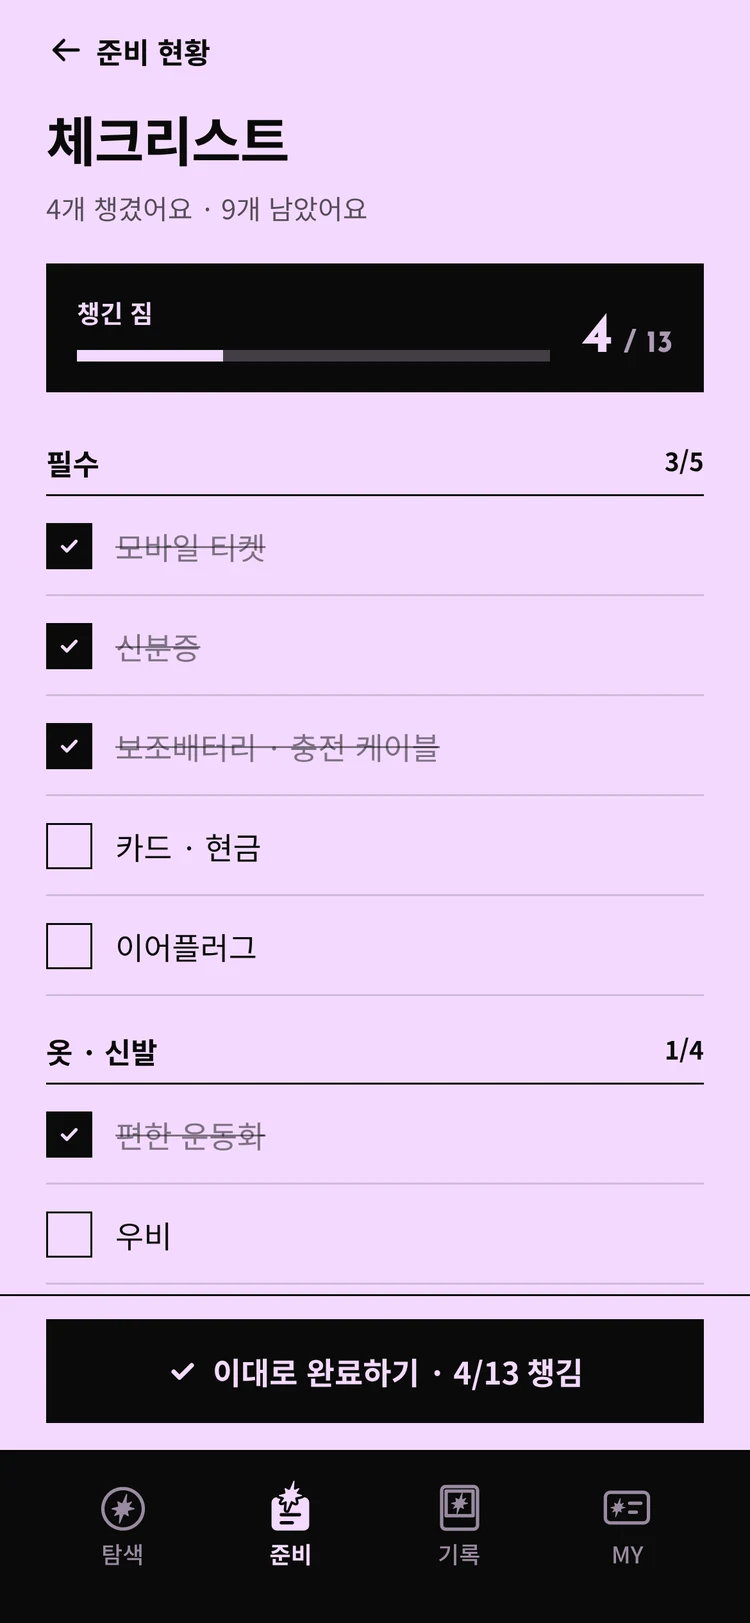 준비 현황
체크리스트
4개 챙겼어요 · 9개 남았어요
챙긴 짐
4 / 13
필수 3/5
모바일 티켓
신분증
보조배터리 · 충전 케이블
카드 · 현금
이어플러그
옷 · 신발 1/4
편한 운동화
우비
이대로 완료하기 · 4/13 챙김
탐색 준비 기록 MY